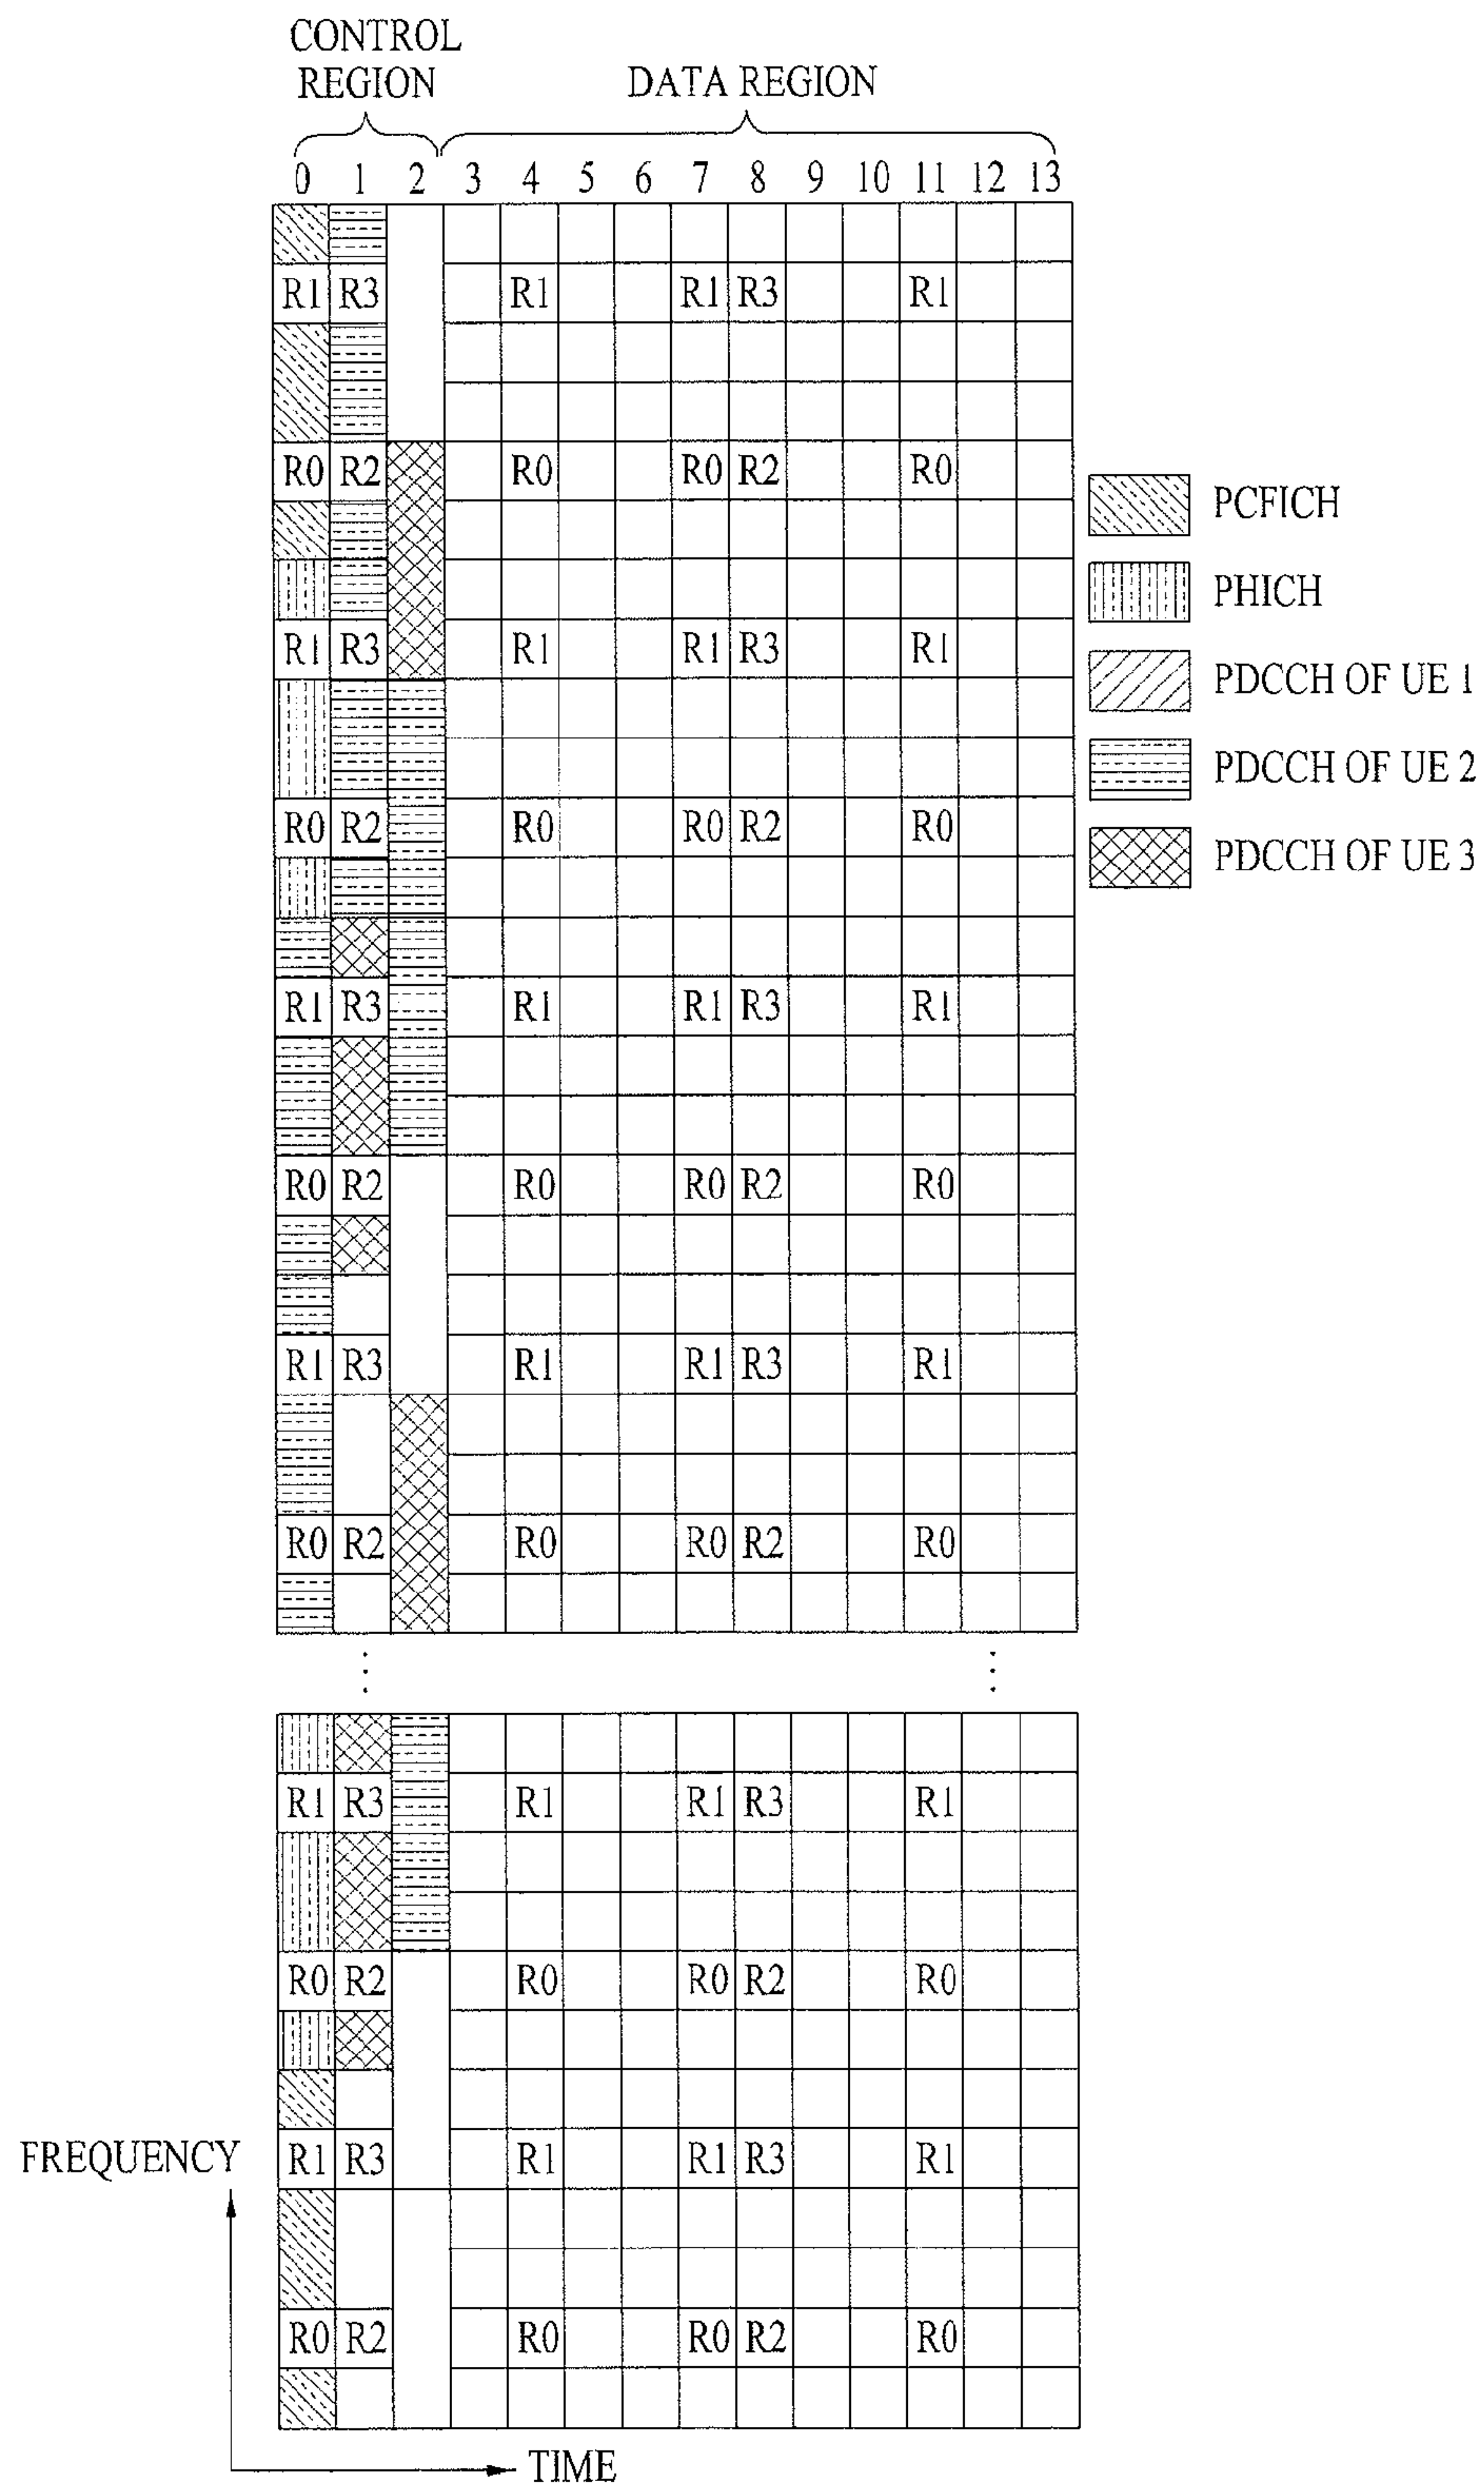 CONTROL
REGION
DATA REGION
0 1 2 3 4 5 6 7 8 9 10 11 12 13
R1 R3 R1 R1 R3 R1
R0 R2 R0 R0 R2 R0
PCFICH
PHICH
R1 R3 R1 R1 R3 R1
PDCCH OF UE 1
PDCCH OF UE 2
R0 R2 R0 R0 R2 R0
PDCCH OF UE 3
R1 R3 R1 R1 R3 R1
R0 R2 R0 R0 R2 R0
R1 R3 R1 R1 R3 R1
R0 R2 R0 R0 R2 R0
R1 R3 R1 R1 R3 R1
R0 R2 R0 R0 R2 R0
FREQUENCY R1 R3 R1 R1 R3 R1
R0 R2 R0 R0 R2 R0
TIME